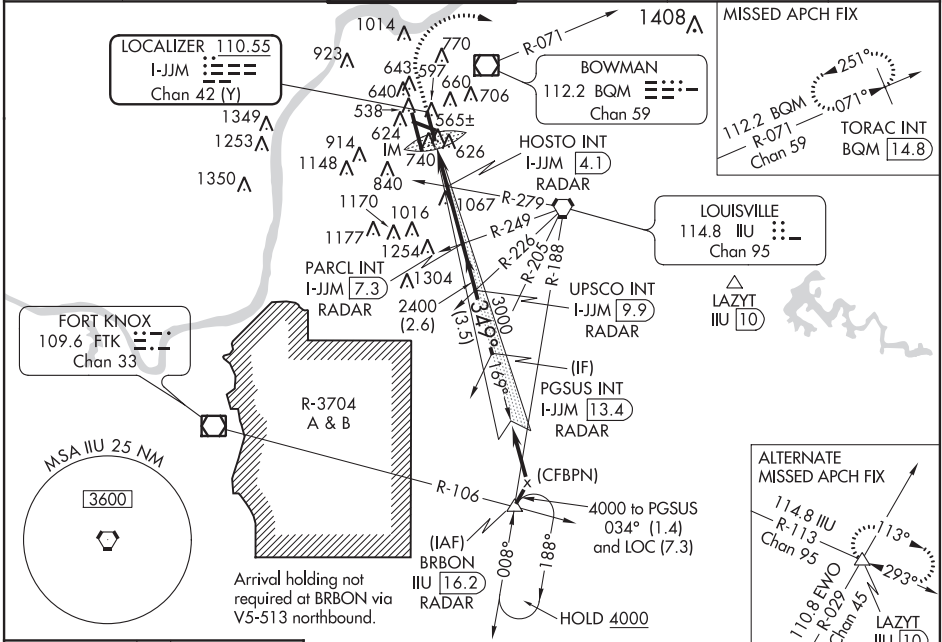 LOCALIZER 110.55
I-JJM
Chan 42 (Y)
1014
923
770
643
597
640
660
706
538
565±
624
IM
740
626
1349
1253
914
1148
840
1350
1170
1016
1177
1254
1067
1304
1408
R-071
BOWMAN
112.2 BQM
Chan 59
MISSED APCH FIX
251°
071°
112.2 BQM
R-071
Chan 59
TORAC INT
BQM 14.8
HOSTO INT
I-JJM 4.1
RADAR
R-279
R-249
R-226
R-205
R-188
LOUISVILLE
114.8 IIU
Chan 95
LAZYT
IIU 10
PARCL INT
I-JJM 7.3
RADAR
2400
(2.6)
3000
(3.5)
349°
169°
UPSCO INT
I-JJM 9.9
RADAR
(IF)
PGSUS INT
I-JJM 13.4
RADAR
FORT KNOX
109.6 FTK
Chan 33
R-3704
A & B
MSA IIU 25 NM
3600
R-106
(CFBPN)
4000 to PGSUS
034° (1.4)
and LOC (7.3)
(IAF)
BRBON
IIU 16.2
RADAR
008°
188°
HOLD 4000
Arrival holding not
required at BRBON via
V5-513 northbound.
ALTERNATE
MISSED APCH FIX
114.8 IIU
R-113
Chan 95
113°
293°
110.8 EWO
R-029
Chan 45
LAZYT
IIU 10